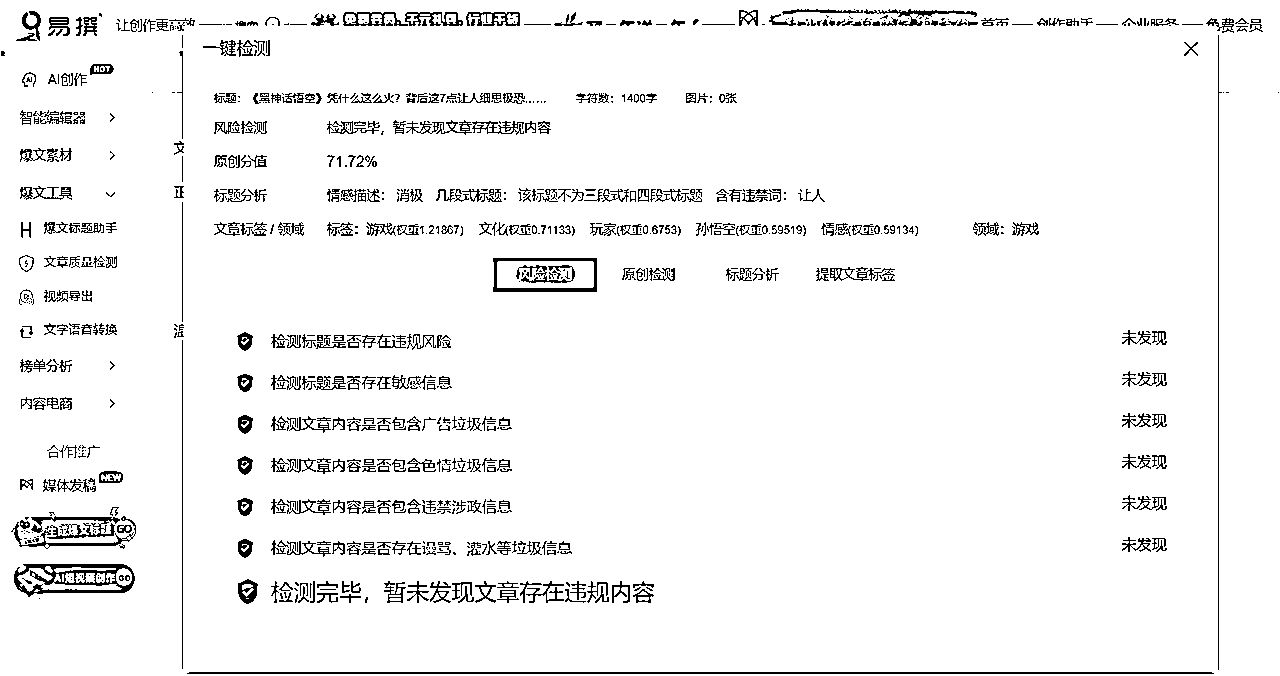 易撰 让创作更高效
首页 创作助手 企业服务 免费会员
一键检测
标题:《黑神话悟空》凭什么这么火?背后这7点让人细思极恐...... 字符数:1400字 图片:0张
风险检测 检测完毕,暂未发现文章存在违规内容
原创分值 71.72%
标题分析 情感描述: 消极 几段式标题: 该标题不为三段式和四段式标题 含有违禁词: 让人
文章标签 / 领域 标签:游戏(权重1.21867) 文化(权重0.71133) 玩家(权重0.6753) 孙悟空(权重0.59519) 情感(权重0.59134) 领域:游戏
风险检测 原创检测 标题分析 提取文章标签
检测标题是否存在违规风险 未发现
检测标题是否存在敏感信息 未发现
检测文章内容是否包含广告垃圾信息 未发现
检测文章内容是否包含色情垃圾信息 未发现
检测文章内容是否包含违禁涉政信息 未发现
检测文章内容是否存在谩骂、灌水等垃圾信息 未发现
检测完毕,暂未发现文章存在违规内容
AI创作 HOT
智能编辑器
爆文素材
爆文工具
爆文标题助手
文章质量检测
视频导出
文字语音转换
榜单分析
内容电商
合作推广
媒体发稿 NEW
生成爆文标题 GO
AI短视频创作 GO
文
正